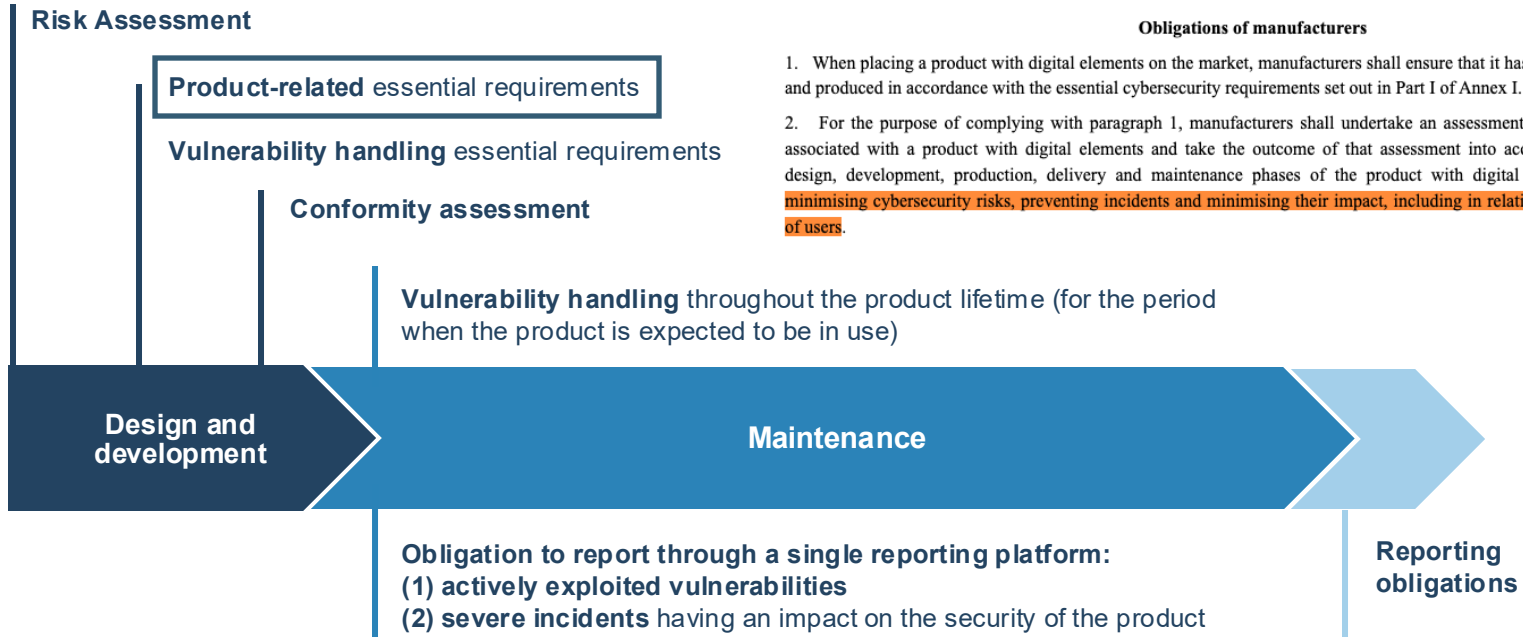 Risk Assessment
Product-related essential requirements
Vulnerability handling essential requirements
Conformity assessment
Obligations of manufacturers
1. When placing a product with digital elements on the market, manufacturers shall ensure that it has
and produced in accordance with the essential cybersecurity requirements set out in Part I of Annex I.
2. For the purpose of complying with paragraph 1, manufacturers shall undertake an assessment
associated with a product with digital elements and take the outcome of that assessment into
design, development, production, delivery and maintenance phases of the product with digital
minimising cybersecurity risks, preventing incidents and minimising their impact, including in
of users.
Vulnerability handling throughout the product lifetime (for the period
when the product is expected to be in use)
Design and
development
Maintenance
Obligation to report through a single reporting platform:
(1) actively exploited vulnerabilities
(2) severe incidents having an impact on the security of the product
Reporting
obligations